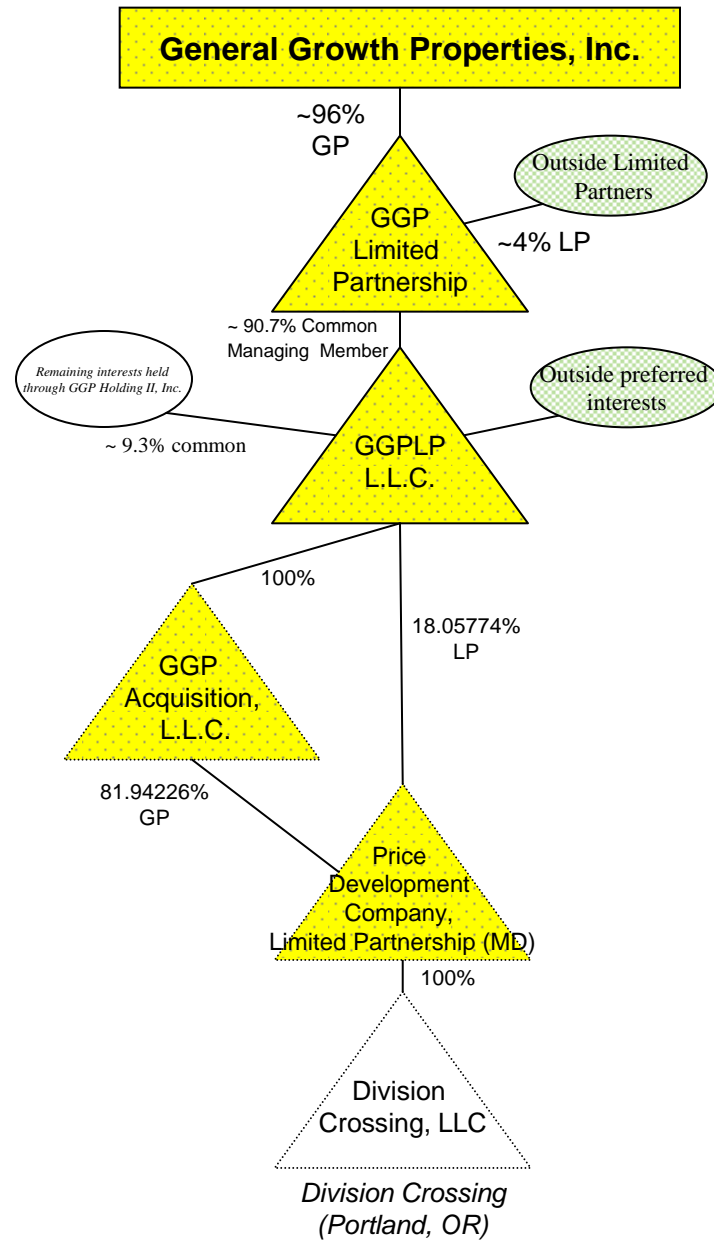 General Growth Properties, Inc.
~96%
GP
Outside Limited
Partners
GGP
Limited
Partnership
~4% LP
~ 90.7% Common
Managing Member
Remaining interests held
through GGP Holding II, Inc.
Outside preferred
interests
~ 9.3% common
GGPLP
L.L.C.
100%
18.05774%
LP
GGP
Acquisition,
L.L.C.
81.94226%
GP
Price
Development
Company,
Limited Partnership (MD)
100%
Division
Crossing, LLC
Division Crossing
(Portland, OR)